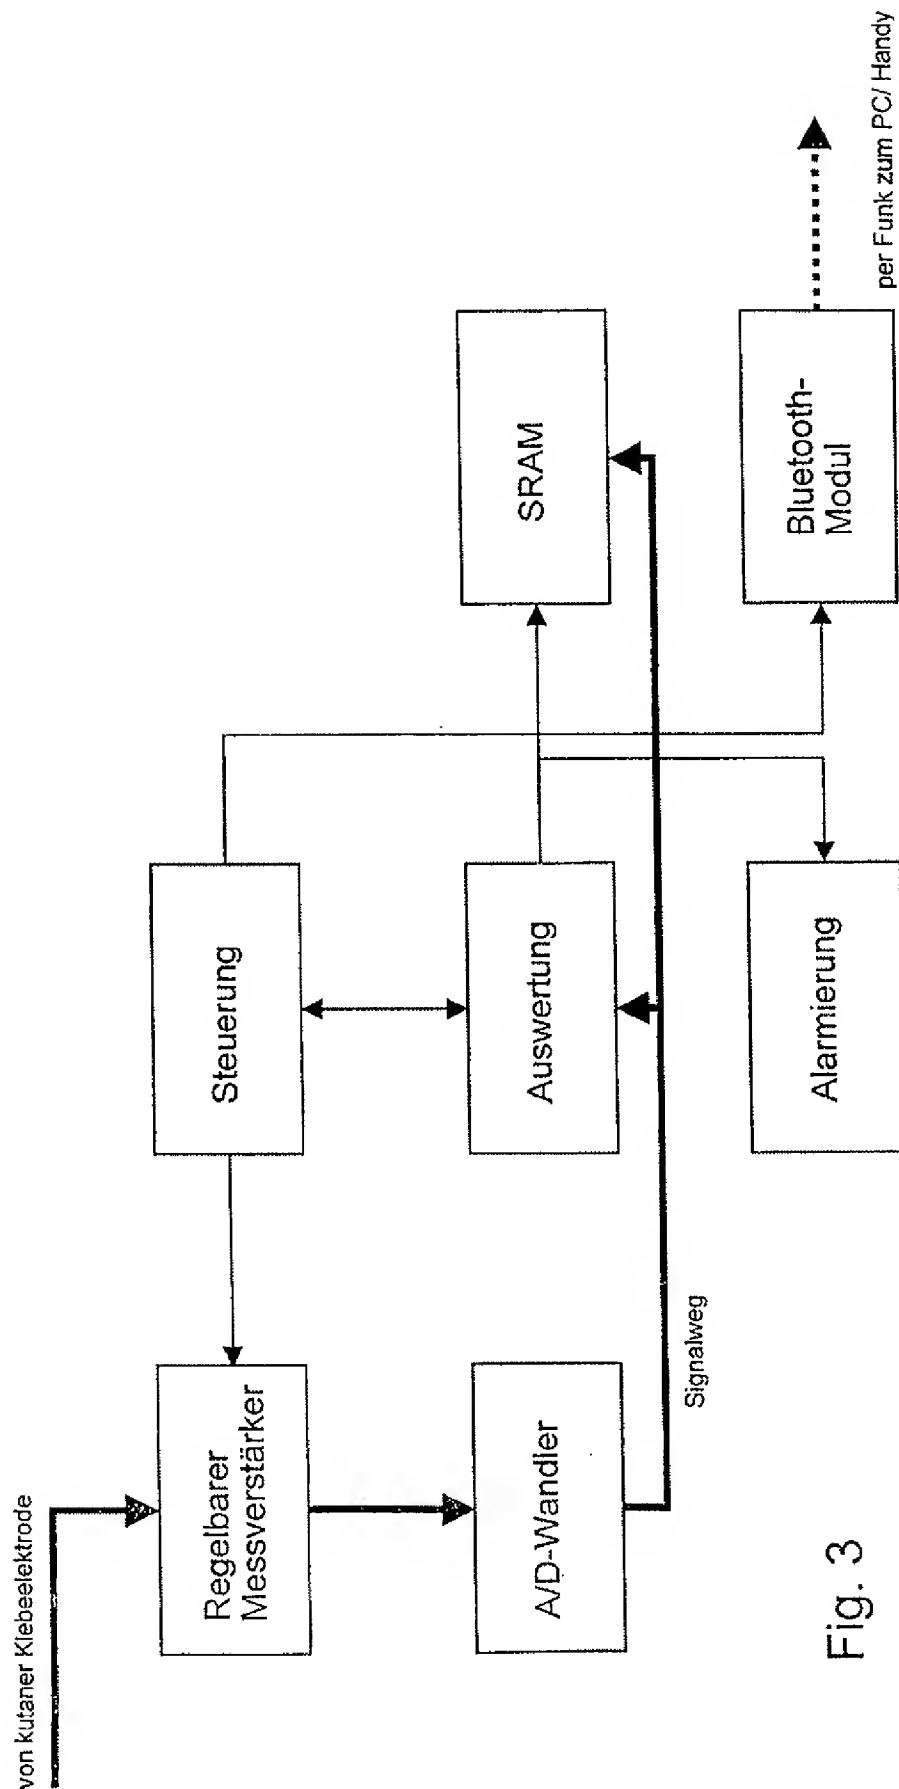 von kutaner Klebeelektrode
Regelbarer
Messverstärker
Steuerung
A/D-Wandler
Auswertung
SRAM
Signalweg
Alarmierung
Bluetooth-
Modul
per Funk zum PC/ Handy
Fig. 3